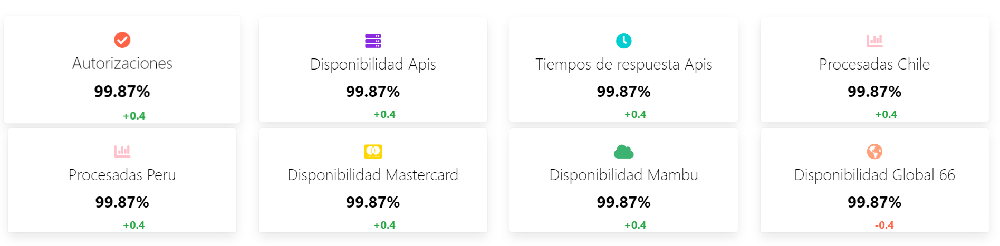 Autorizaciones
99.87%
+0.4
Disponibilidad Apis
99.87%
+0.4
Tiempos de respuesta Apis
99.87%
+0.4
Procesadas Chile
99.87%
+0.4
Procesadas Peru
99.87%
+0.4
Disponibilidad Mastercard
99.87%
+0.4
Disponibilidad Mambu
99.87%
+0.4
Disponibilidad Global 66
99.87%
-0.4